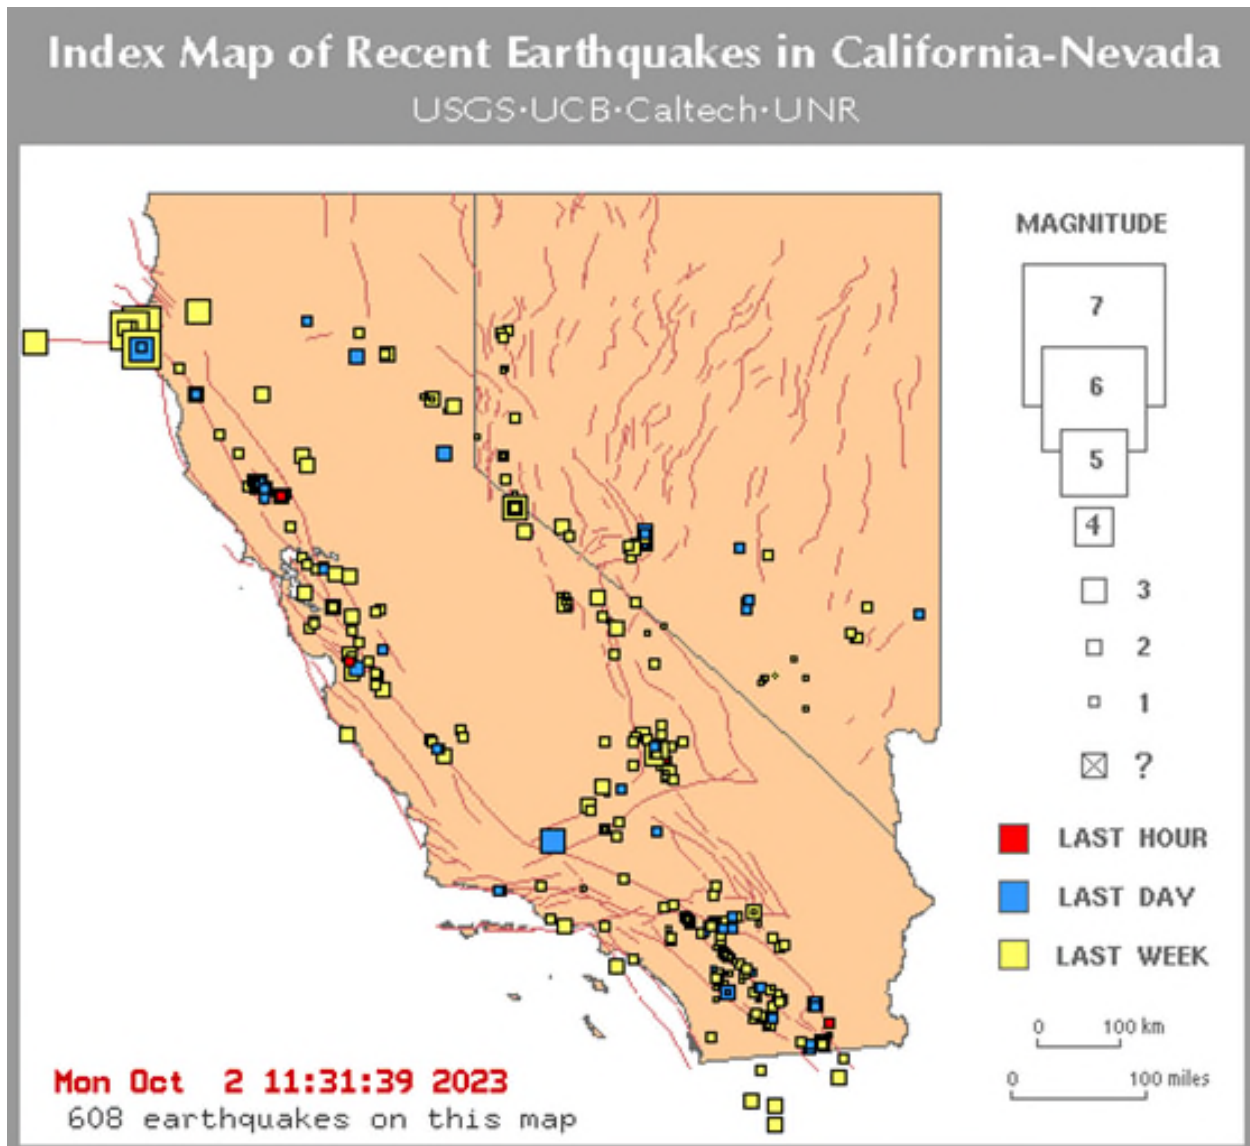 Index Map of Recent Earthquakes in California-Nevada
USGS·UCB·Caltech·UNR
MAGNITUDE
7
6
5
4
3
2
1
?
LAST HOUR
LAST DAY
LAST WEEK
0 100 km
0 100 miles
Mon Oct 2 11:31:39 2023
608 earthquakes on this map